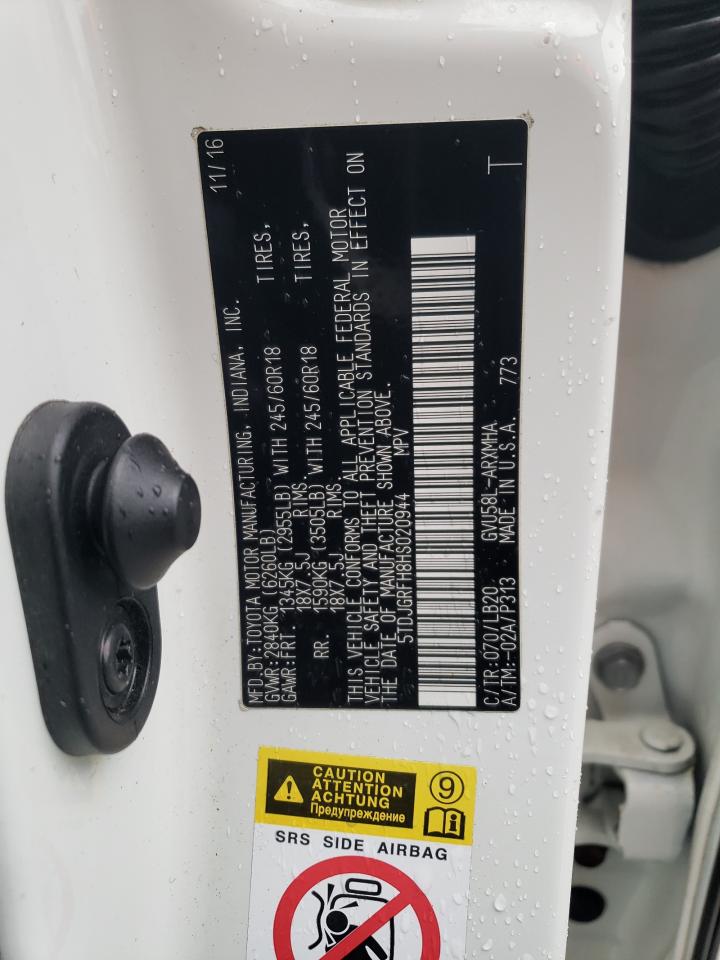 MFD.BY:TOYOTA MOTOR MANUFACTURING, INDIANA, INC. 11/16
GVWR:2840KG (6260LB)
GAWR:FRT 1345KG (2955LB) WITH 245/60R18 TIRES,
18X7.5J RIMS,
RR. 1590KG (3505LB) WITH 245/60R18 TIRES,
18X7.5J RIMS.
THIS VEHICLE CONFORMS TO ALL APPLICABLE FEDERAL MOTOR
VEHICLE SAFETY AND THEFT PREVENTION STANDARDS IN EFFECT ON
THE DATE OF MANUFACTURE SHOWN ABOVE.
5TDJGRFH8HS020944 MPV
C/TR:070/LB20 GVU58L-ARXMHA
A/TM:-02A/P313 MADE IN U.S.A. 773
T
CAUTION
ATTENTION
ACHTUNG
Предупреждение
9
i
SRS SIDE AIRBAG